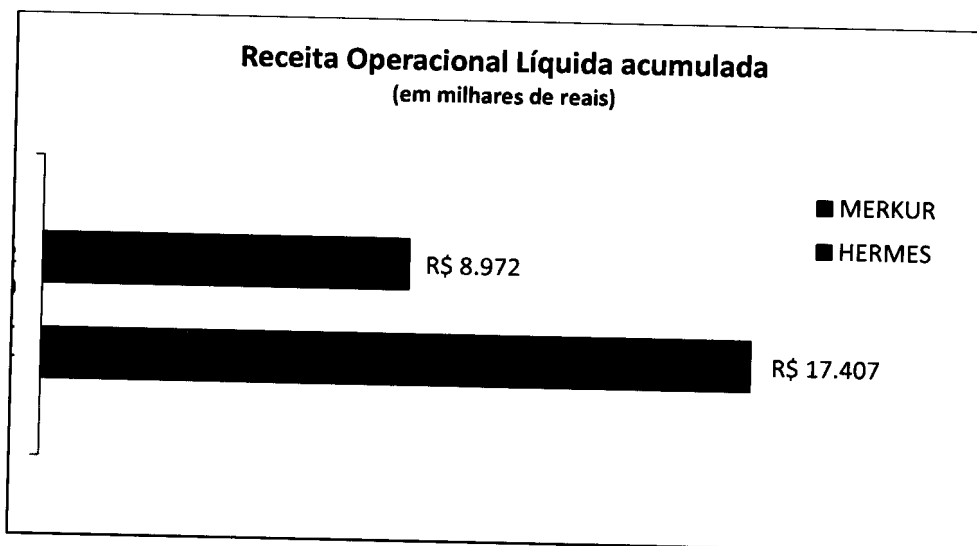 Receita Operacional Líquida acumulada
(em milhares de reais)
MERKUR
HERMES
R$ 8.972
R$ 17.407